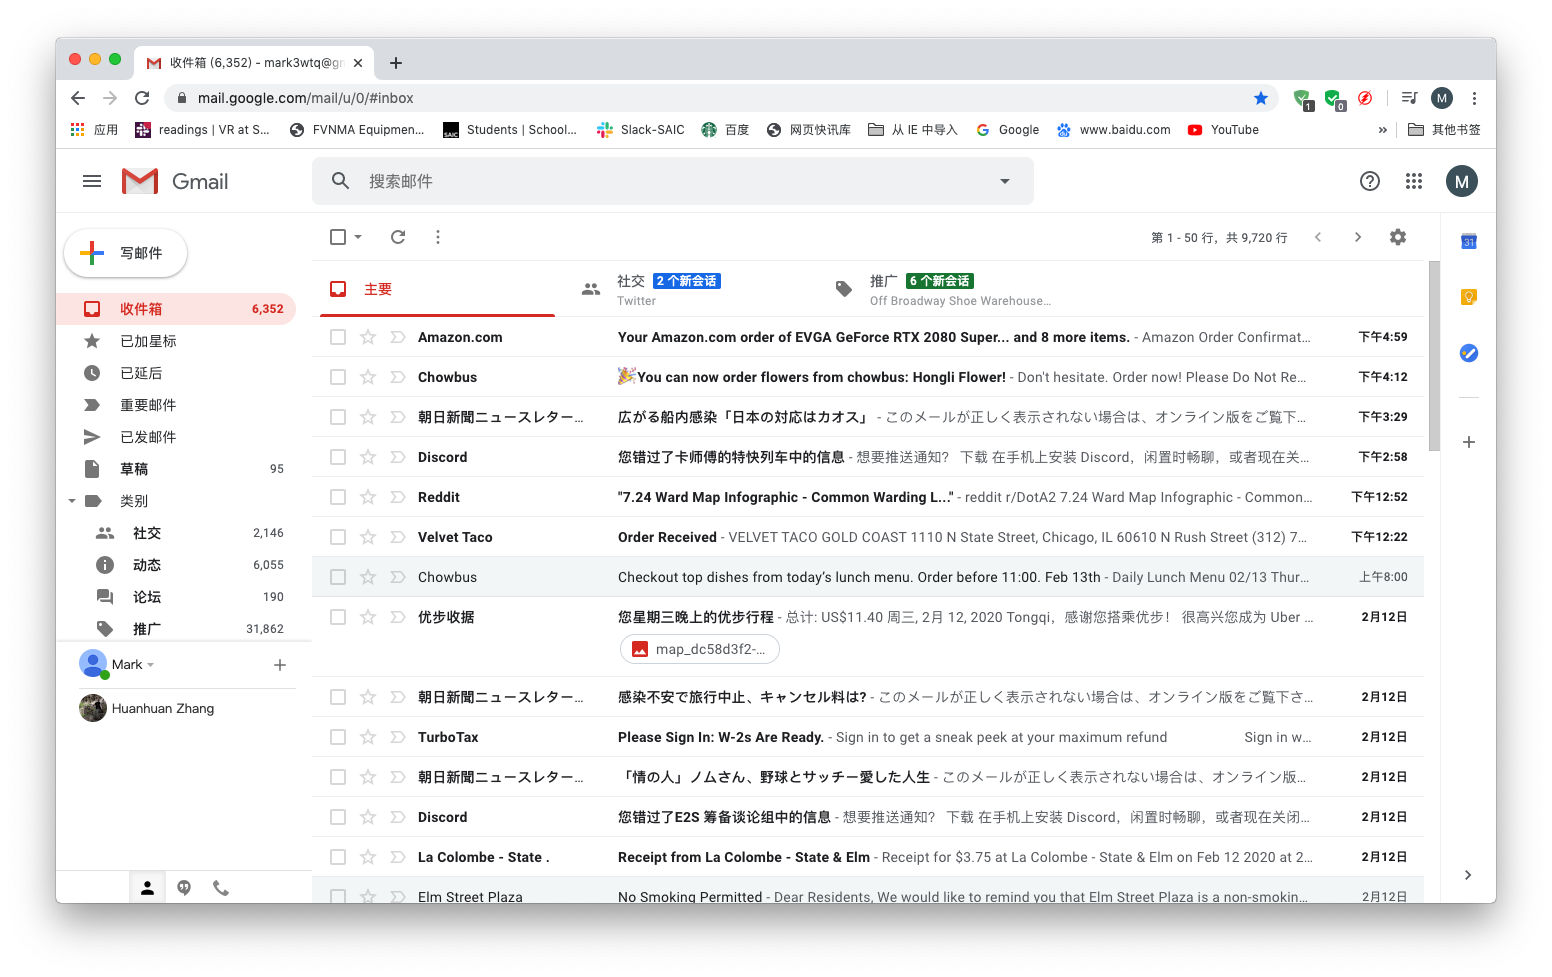 收件箱 (6,352) - mark3wtq@gm
mail.google.com/mail/u/0/#inbox
1
0
M
应用
readings | VR at S...
FVNMA Equipmen...
SAIC
Students | School...
Slack-SAIC
百度
网页快讯库
从 IE 中导入
Google
www.baidu.com
YouTube
»
其他书签
Gmail
搜索邮件
M
写邮件
第 1 - 50 行，共 9,720 行
31
收件箱 6,352
已加星标
已延后
重要邮件
已发邮件
草稿 95
类别
社交 2,146
动态 6,055
论坛 190
推广 31,862
Mark
Huanhuan Zhang
主要
社交 2 个新会话
Twitter
推广 6 个新会话
Off Broadway Shoe Warehouse...
Amazon.com Your Amazon.com order of EVGA GeForce RTX 2080 Super... and 8 more items. - Amazon Order Confirmat... 下午4:59
Chowbus 🎉You can now order flowers from chowbus: Hongli Flower! - Don't hesitate. Order now! Please Do Not Re... 下午4:12
朝日新聞ニュースレター... 広がる船内感染「日本の対応はカオス」 - このメールが正しく表示されない場合は、オンライン版をご覧下... 下午3:29
Discord 您错过了卡师傅的特快列车中的信息 - 想要推送通知？ 下载 在手机上安装 Discord，闲置时畅聊，或者现在关... 下午2:58
Reddit "7.24 Ward Map Infographic - Common Warding L..." - reddit r/DotA2 7.24 Ward Map Infographic - Common... 下午12:52
Velvet Taco Order Received - VELVET TACO GOLD COAST 1110 N State Street, Chicago, IL 60610 N Rush Street (312) 7... 下午12:22
Chowbus Checkout top dishes from today’s lunch menu. Order before 11:00. Feb 13th - Daily Lunch Menu 02/13 Thur... 上午8:00
优步收据 您星期三晚上的优步行程 - 总计: US$11.40 周三, 2月 12, 2020 Tongqi，感谢您搭乘优步！ 很高兴您成为 Uber ... 2月12日
map_dc58d3f2-...
朝日新聞ニュースレター... 感染不安で旅行中止、キャンセル料は? - このメールが正しく表示されない場合は、オンライン版をご覧下さ... 2月12日
TurboTax Please Sign In: W-2s Are Ready. - Sign in to get a sneak peek at your maximum refund Sign in w... 2月12日
朝日新聞ニュースレター... 「情の人」ノムさん、野球とサッチー愛した人生 - このメールが正しく表示されない場合は、オンライン版... 2月12日
Discord 您错过了E2S 筹备谈论组中的信息 - 想要推送通知？ 下载 在手机上安装 Discord，闲置时畅聊，或者现在关闭... 2月12日
La Colombe - State . Receipt from La Colombe - State & Elm - Receipt for $3.75 at La Colombe - State & Elm on Feb 12 2020 at 2... 2月12日
Elm Street Plaza No Smoking Permitted - Dear Residents, We would like to remind you that Elm Street Plaza is a non-smokin... 2月12日